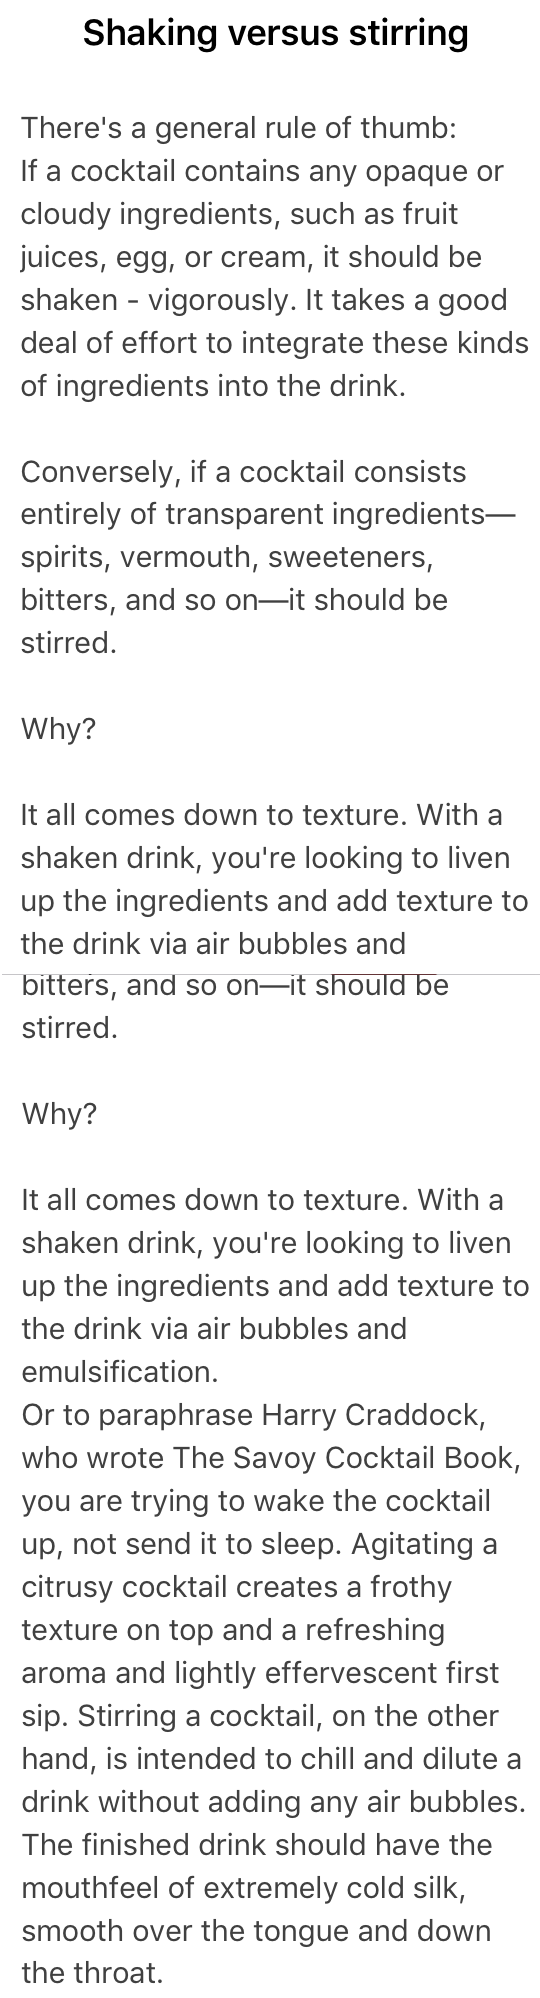 Shaking versus stirring
There's a general rule of thumb:
If a cocktail contains any opaque or
cloudy ingredients, such as fruit
juices, egg, or cream, it should be
shaken - vigorously. It takes a good
deal of effort to integrate these kinds
of ingredients into the drink.
Conversely, if a cocktail consists
entirely of transparent ingredients—
spirits, vermouth, sweeteners,
bitters, and so on—it should be
stirred.
Why?
It all comes down to texture. With a
shaken drink, you're looking to liven
up the ingredients and add texture to
the drink via air bubbles and
bitters, and so on—it should be
stirred.
Why?
It all comes down to texture. With a
shaken drink, you're looking to liven
up the ingredients and add texture to
the drink via air bubbles and
emulsification.
Or to paraphrase Harry Craddock,
who wrote The Savoy Cocktail Book,
you are trying to wake the cocktail
up, not send it to sleep. Agitating a
citrusy cocktail creates a frothy
texture on top and a refreshing
aroma and lightly effervescent first
sip. Stirring a cocktail, on the other
hand, is intended to chill and dilute a
drink without adding any air bubbles.
The finished drink should have the
mouthfeel of extremely cold silk,
smooth over the tongue and down
the throat.